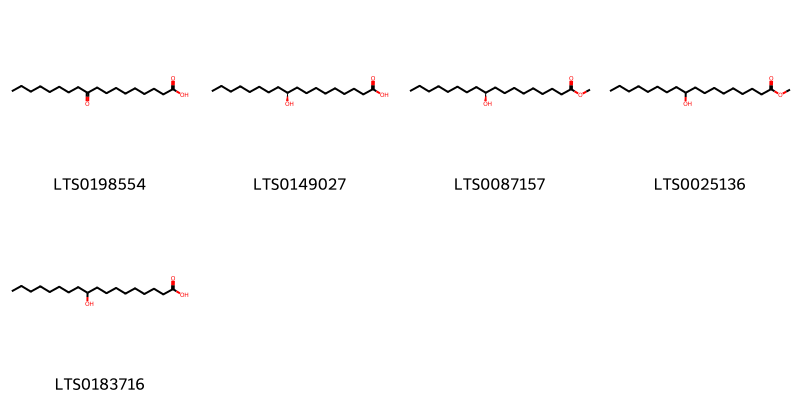 O O O O
OH OH O O
O OH OH OH
LTS0198554 LTS0149027 LTS0087157 LTS0025136
O
OH
OH
LTS0183716